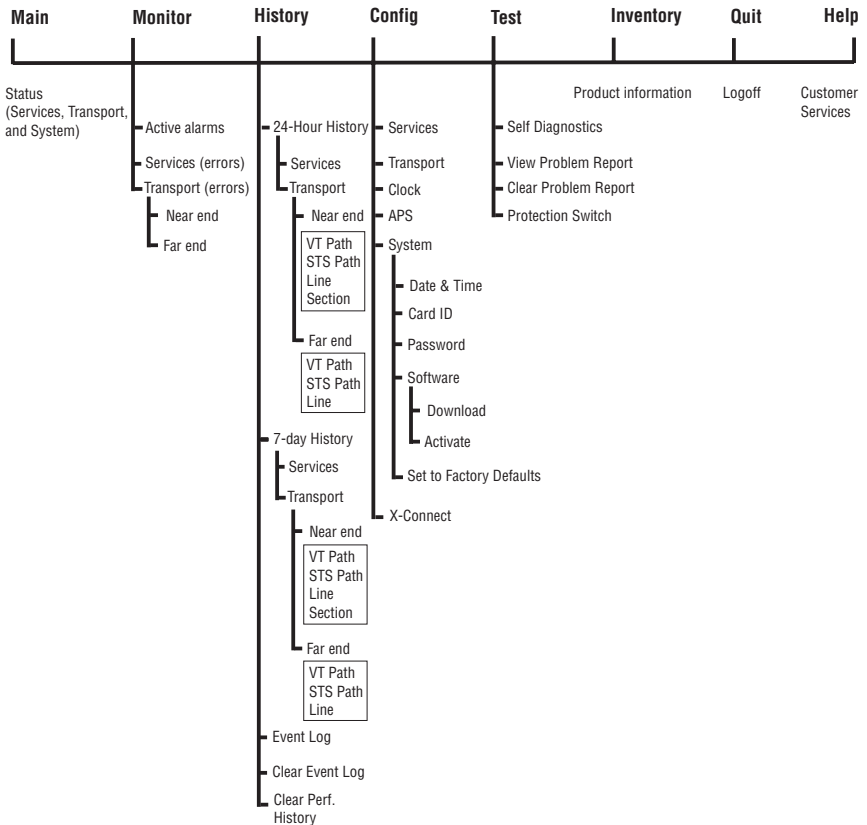 Main
Monitor
History
Config
Test
Inventory
Quit
Help
Status
(Services, Transport,
and System)
Active alarms
Services (errors)
Transport (errors)
Near end
Far end
24-Hour History
Services
Transport
Near end
VT Path
STS Path
Line
Section
Far end
VT Path
STS Path
Line
7-day History
Services
Transport
Near end
VT Path
STS Path
Line
Section
Far end
VT Path
STS Path
Line
Event Log
Clear Event Log
Clear Perf.
History
Services
Transport
Clock
APS
System
Date & Time
Card ID
Password
Software
Download
Activate
Set to Factory Defaults
X-Connect
Self Diagnostics
View Problem Report
Clear Problem Report
Protection Switch
Product information
Logoff
Customer
Services